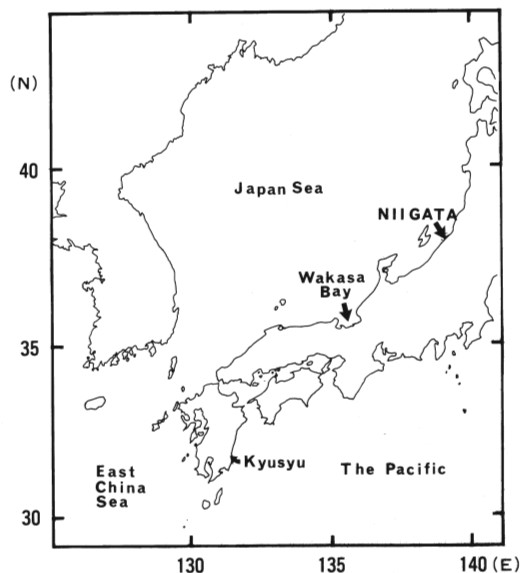 (N)
40
Japan Sea
NIIGATA
Wakasa
Bay
35
Kyusyu
The Pacific
East
China
Sea
30
130
135
140 (E)